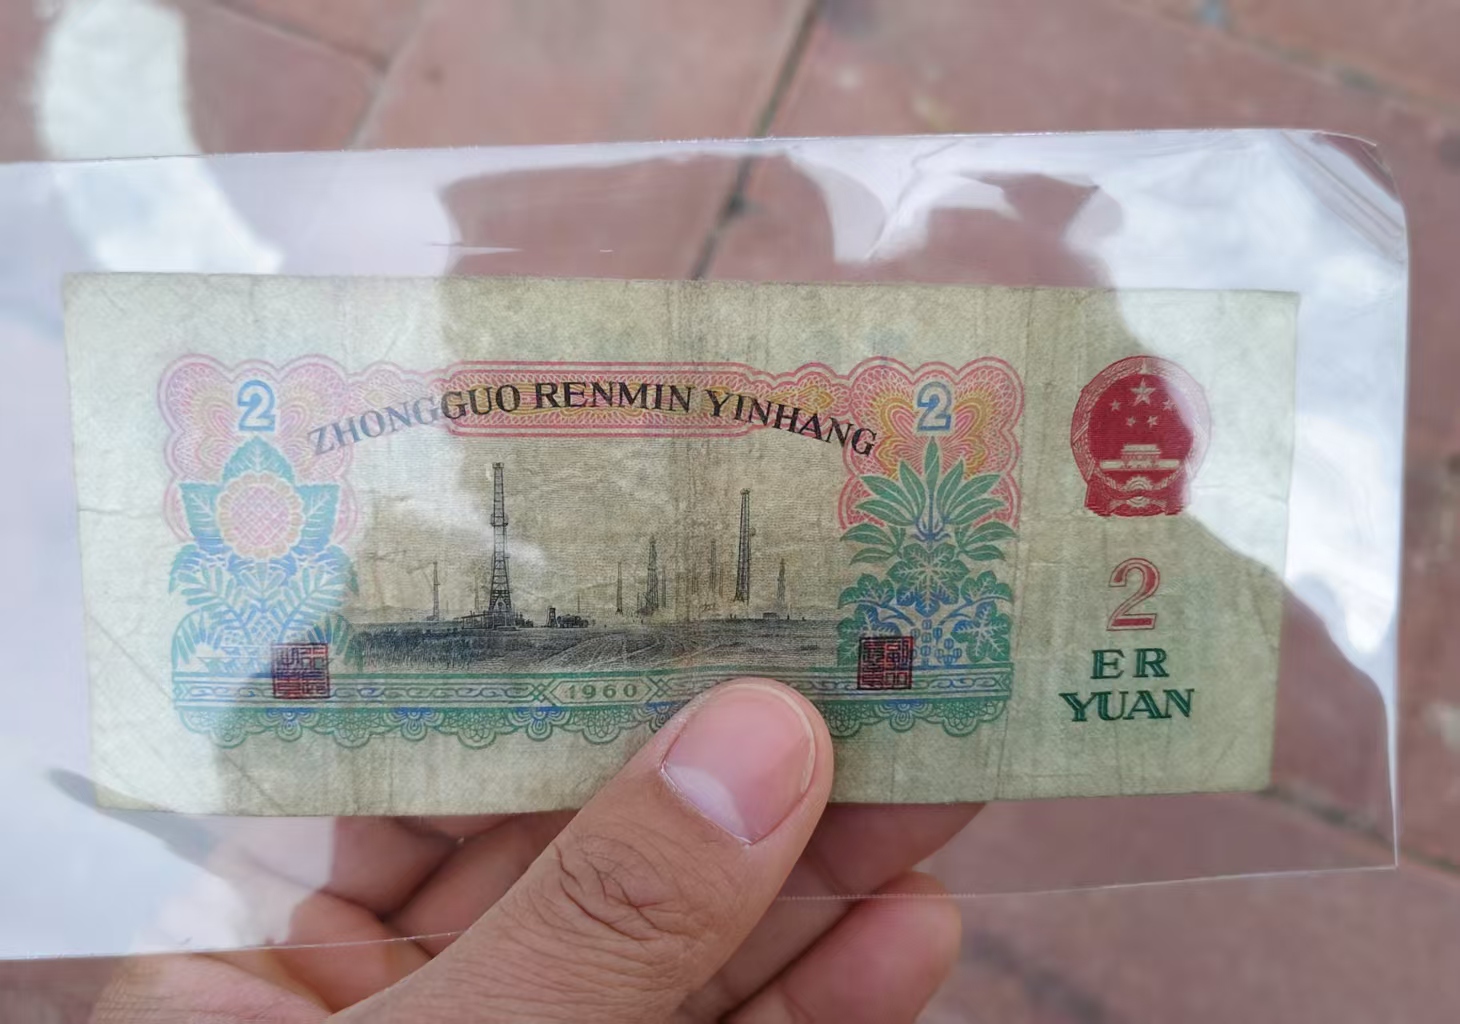 2
ZHONGGUO RENMIN YINHANG
2
1960
2
ER
YUAN